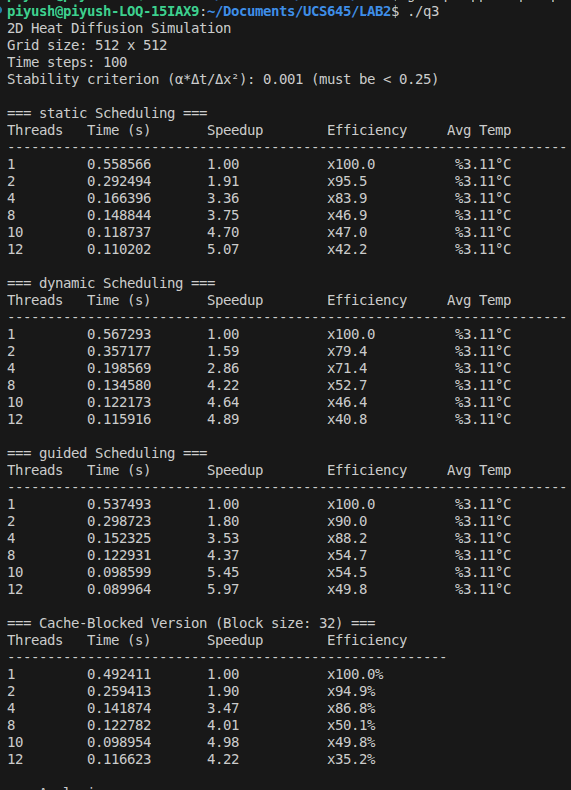 piyush@piyush-LOQ-15IAX9:~/Documents/UCS645/LAB2$ ./q3
2D Heat Diffusion Simulation
Grid size: 512 x 512
Time steps: 100
Stability criterion (α*Δt/Δx²): 0.001 (must be < 0.25)
=== static Scheduling ===
Threads   Time (s)       Speedup        Efficiency     Avg Temp
----------------------------------------------------------------------
1         0.558566       1.00           x100.0          %3.11°C
2         0.292494       1.91           x95.5           %3.11°C
4         0.166396       3.36           x83.9           %3.11°C
8         0.148844       3.75           x46.9           %3.11°C
10        0.118737       4.70           x47.0           %3.11°C
12        0.110202       5.07           x42.2           %3.11°C
=== dynamic Scheduling ===
Threads   Time (s)       Speedup        Efficiency     Avg Temp
----------------------------------------------------------------------
1         0.567293       1.00           x100.0          %3.11°C
2         0.357177       1.59           x79.4           %3.11°C
4         0.198569       2.86           x71.4           %3.11°C
8         0.134580       4.22           x52.7           %3.11°C
10        0.122173       4.64           x46.4           %3.11°C
12        0.115916       4.89           x40.8           %3.11°C
=== guided Scheduling ===
Threads   Time (s)       Speedup        Efficiency     Avg Temp
----------------------------------------------------------------------
1         0.537493       1.00           x100.0          %3.11°C
2         0.298723       1.80           x90.0           %3.11°C
4         0.152325       3.53           x88.2           %3.11°C
8         0.122931       4.37           x54.7           %3.11°C
10        0.098599       5.45           x54.5           %3.11°C
12        0.089964       5.97           x49.8           %3.11°C
=== Cache-Blocked Version (Block size: 32) ===
Threads   Time (s)       Speedup        Efficiency
-------------------------------------------------------
1         0.492411       1.00           x100.0%
2         0.259413       1.90           x94.9%
4         0.141874       3.47           x86.8%
8         0.122782       4.01           x50.1%
10        0.098954       4.98           x49.8%
12        0.116623       4.22           x35.2%